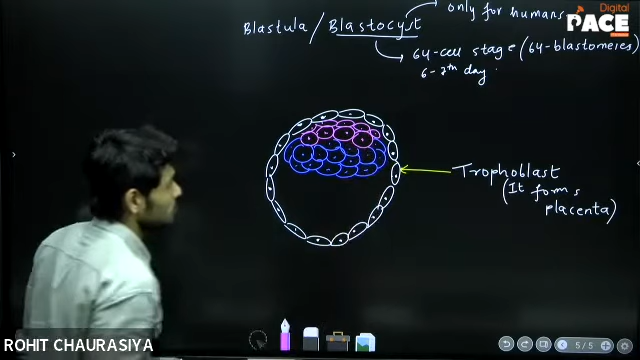 only for humans
Digital
PACE
Blastula / Blastocyst
64-cell stage (64-blastomeres)
6-7th day
Trophoblast
(It forms
placenta)
ROHIT CHAURASIYA
5/5